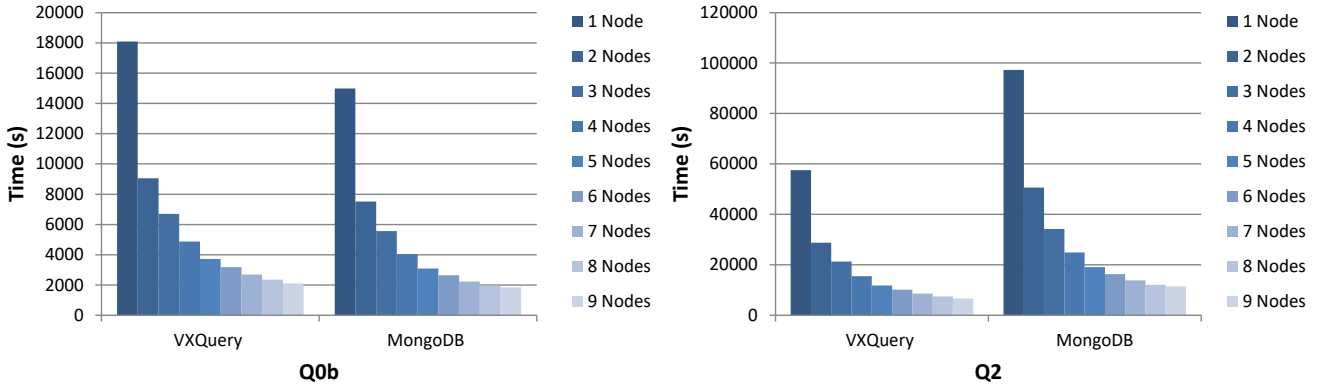 20000
18000
16000
14000
12000
10000
8000
6000
4000
2000
0
Time (s)
VXQuery
MongoDB
Q0b
1 Node
2 Nodes
3 Nodes
4 Nodes
5 Nodes
6 Nodes
7 Nodes
8 Nodes
9 Nodes
120000
100000
80000
60000
40000
20000
0
Time (s)
VXQuery
MongoDB
Q2
1 Node
2 Nodes
3 Nodes
4 Nodes
5 Nodes
6 Nodes
7 Nodes
8 Nodes
9 Nodes